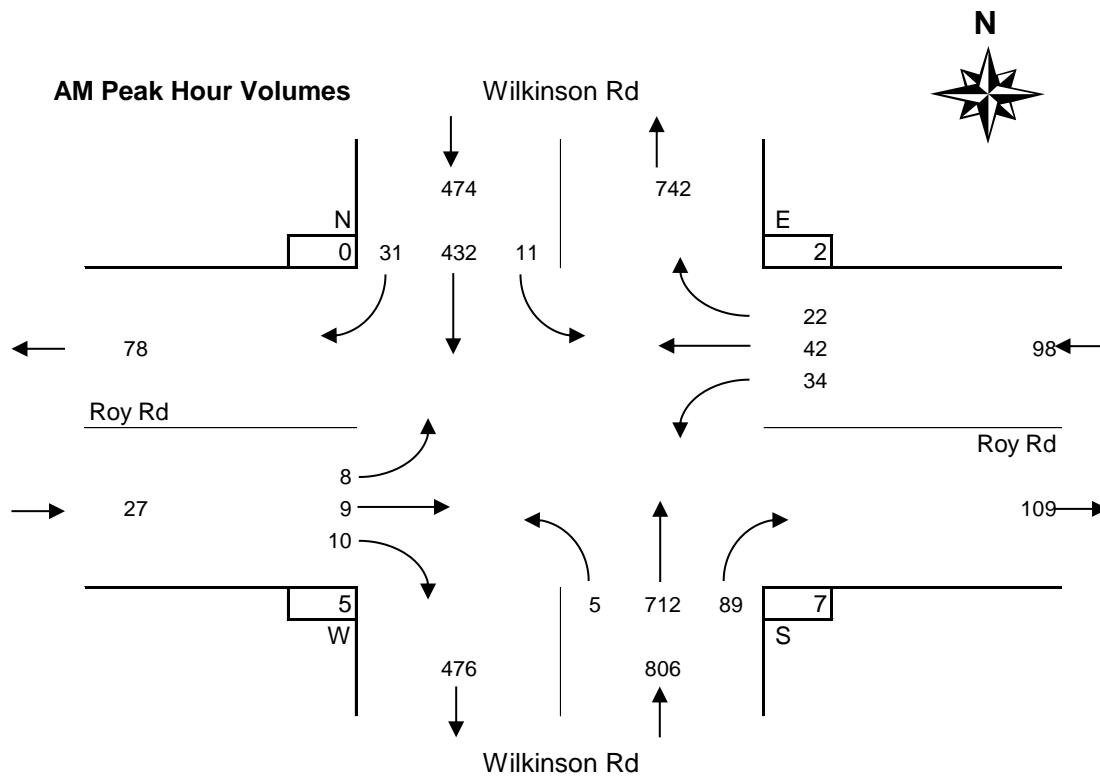 N
AM Peak Hour Volumes Wilkinson Rd
474 742
N E
0 31 432 11 2
22
78 42 98
34
Roy Rd
Roy Rd
8
27 9 109
10
5 5 712 89 7
W S
476 806
Wilkinson Rd